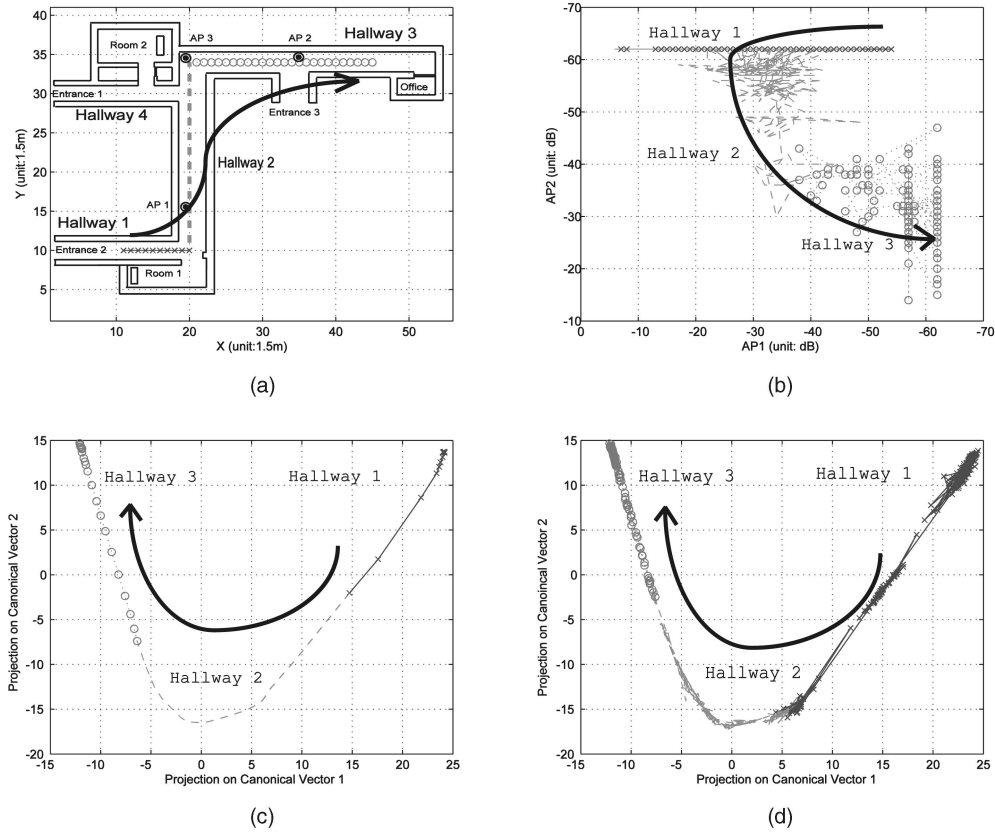 40
35
30
25
20
15
10
5
Y (unit:1.5m)
10
20
30
40
50
X (unit:1.5m)
Room 2
AP 3
AP 2
Hallway 3
Office
Entrance 1
Hallway 4
Entrance 3
Hallway 2
AP 1
Hallway 1
Entrance 2
Room 1
(a)
-70
-60
-50
-40
-30
-20
-10
AP2 (unit: dB)
0
-10
-20
-30
-40
-50
-60
-70
AP1 (unit: dB)
Hallway 1
Hallway 2
Hallway 3
(b)
15
10
5
0
-5
-10
-15
-20
Projection on Canonical Vector 2
-15
-10
-5
0
5
10
15
20
25
Projection on Canonical Vector 1
Hallway 3
Hallway 1
Hallway 2
(c)
15
10
5
0
-5
-10
-15
-20
Projection on Canoincal Vector 2
-15
-10
-5
0
5
10
15
20
25
Projection on Canonical Vector 1
Hallway 3
Hallway 1
Hallway 2
(d)